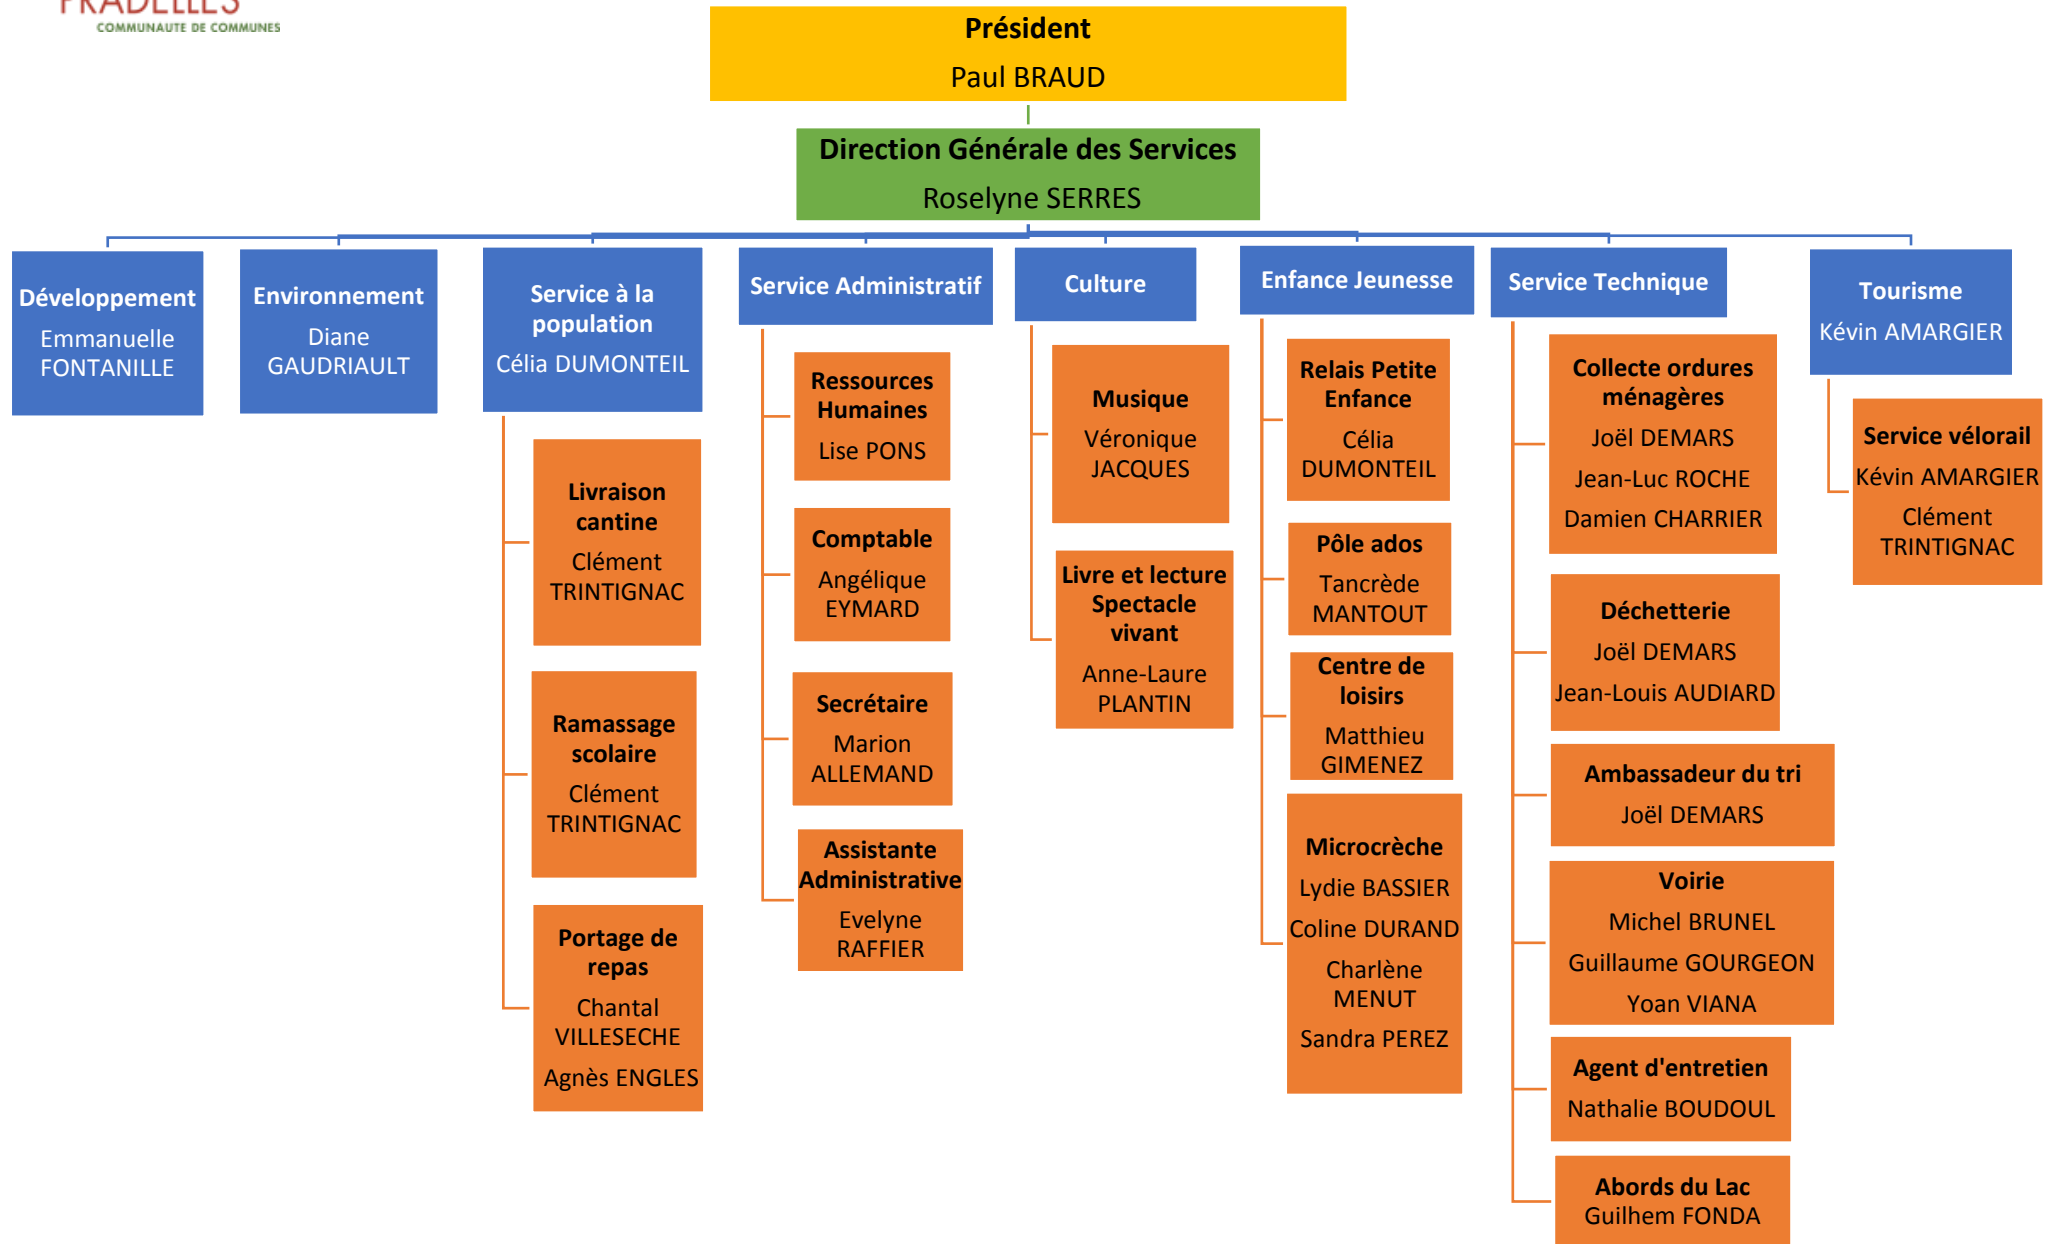 PRADELLES
COMMUNAUTE DE COMMUNES
Président
Paul BRAUD
Direction Générale des Services
Roselyne SERRES
Développement
Emmanuelle
FONTANILLE
Environnement
Diane
GAUDRIAULT
Service à la
population
Célia DUMONTEIL
Livraison
cantine
Clément
TRINTIGNAC
Ramassage
scolaire
Clément
TRINTIGNAC
Portage de
repas
Chantal
VILLESECHE
Agnès ENGLES
Service Administratif
Ressources
Humaines
Lise PONS
Comptable
Angélique
EYMARD
Secrétaire
Marion
ALLEMAND
Assistante
Administrative
Evelyne
RAFFIER
Culture
Musique
Véronique
JACQUES
Livre et lecture
Spectacle
vivant
Anne-Laure
PLANTIN
Enfance Jeunesse
Relais Petite
Enfance
Célia
DUMONTEIL
Pôle ados
Tancrède
MANTOUT
Centre de
loisirs
Matthieu
GIMENEZ
Microcrèche
Lydie BASSIER
Coline DURAND
Charlène
MENUT
Sandra PEREZ
Service Technique
Collecte ordures
ménagères
Joël DEMARS
Jean-Luc ROCHE
Damien CHARRIER
Déchetterie
Joël DEMARS
Jean-Louis AUDIARD
Ambassadeur du tri
Joël DEMARS
Voirie
Michel BRUNEL
Guillaume GOURGEON
Yoan VIANA
Agent d'entretien
Nathalie BOUDOUL
Abords du Lac
Guilhem FONDA
Tourisme
Kévin AMARGIER
Service vélorail
Kévin AMARGIER
Clément
TRINTIGNAC